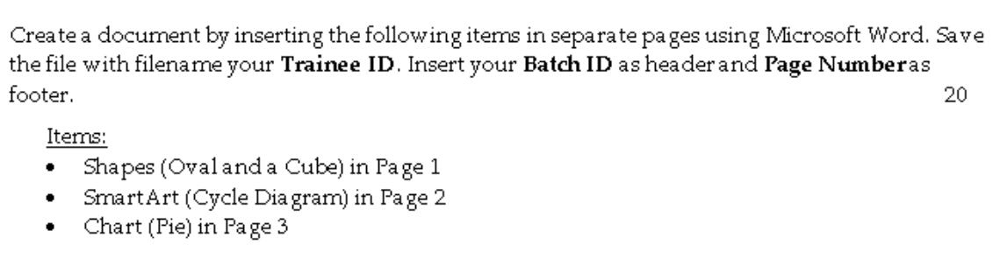 Create a document by inserting the following items in separate pages using Microsoft Word. Save
the file with filename your Trainee ID. Insert your Batch ID as header and Page Number as
footer. 20
Items:
• Shapes (Oval and a Cube) in Page 1
• SmartArt (Cycle Diagram) in Page 2
• Chart (Pie) in Page 3